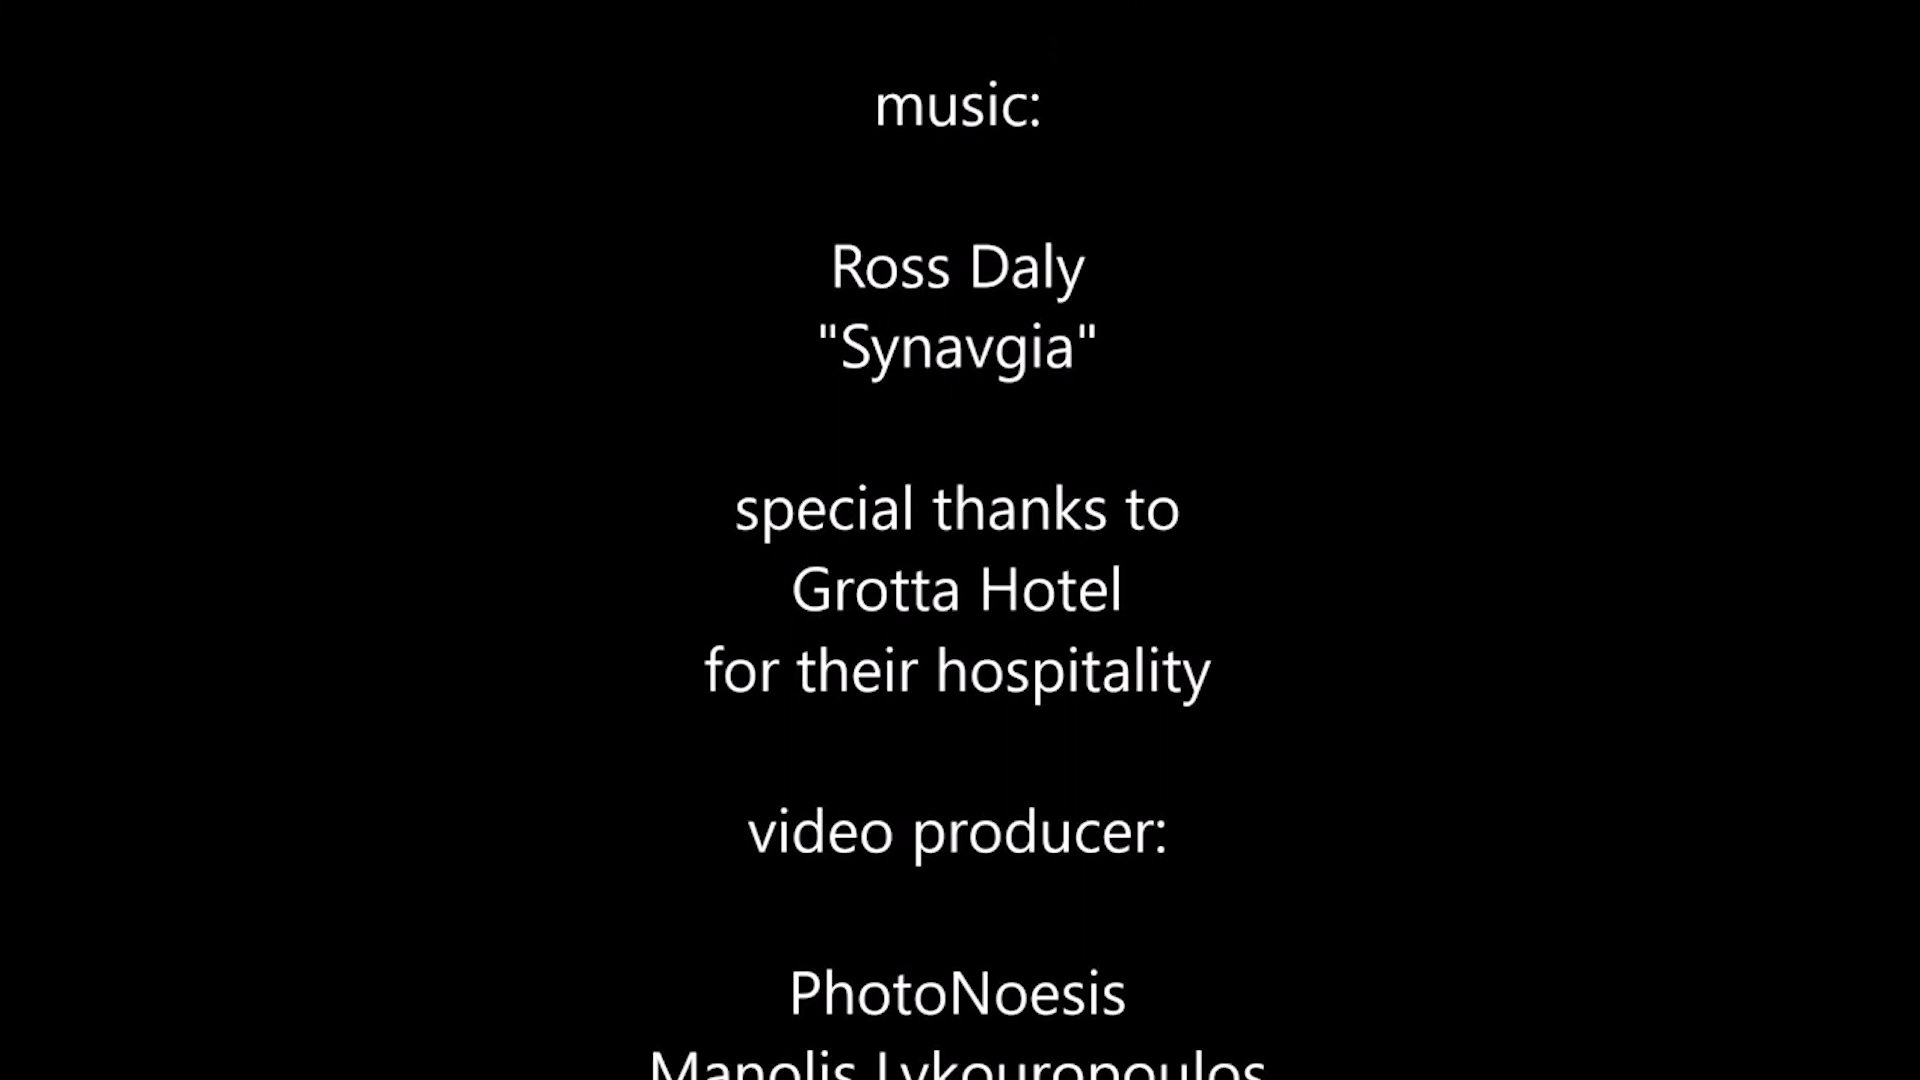 music:
Ross Daly
"Synavgia"
special thanks to
Grotta Hotel
for their hospitality
video producer:
PhotoNoesis
Manolis Lykouropoulos